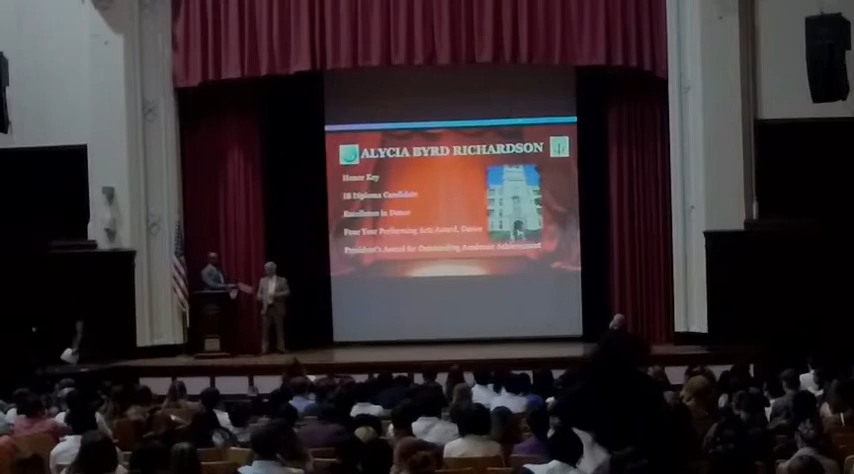 ALYCIA BYRD RICHARDSON
Honor Key
IB Diploma Candidate
Excellence in Dance
Four Year Performing Arts Award, Dance
President's Award for Outstanding Academic Achievement